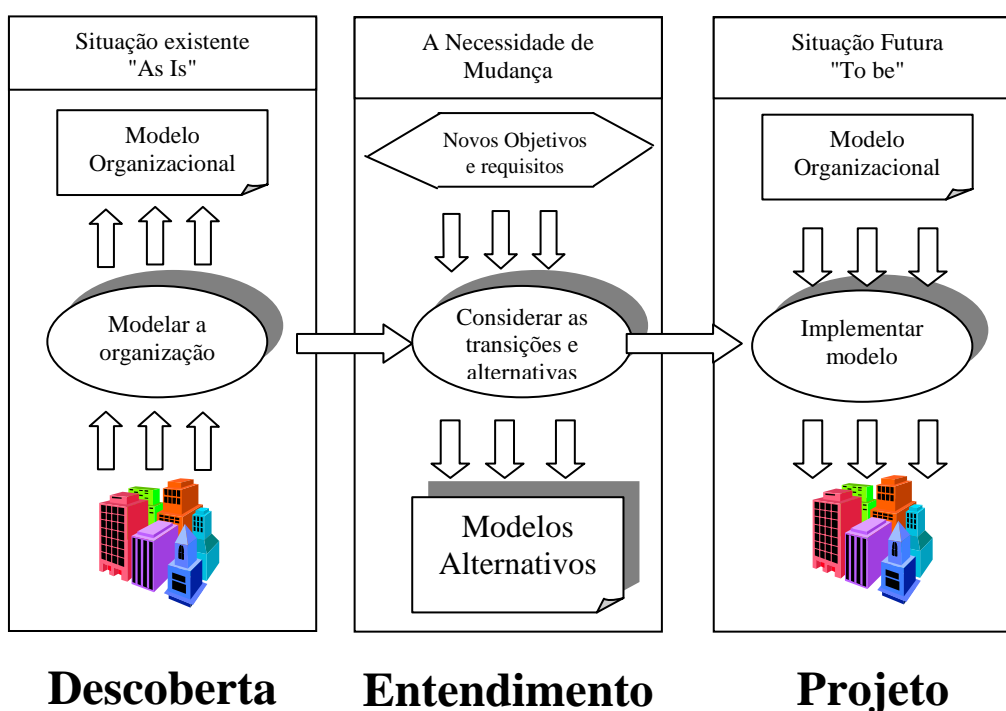 Situação existente
"As Is"
Modelo
Organizacional
Modelar a
organização
Descoberta
A Necessidade de
Mudança
Novos Objetivos
e requisitos
Considerar as
transições e
alternativas
Modelos
Alternativos
Entendimento
Situação Futura
"To be"
Modelo
Organizacional
Implementar
modelo
Projeto